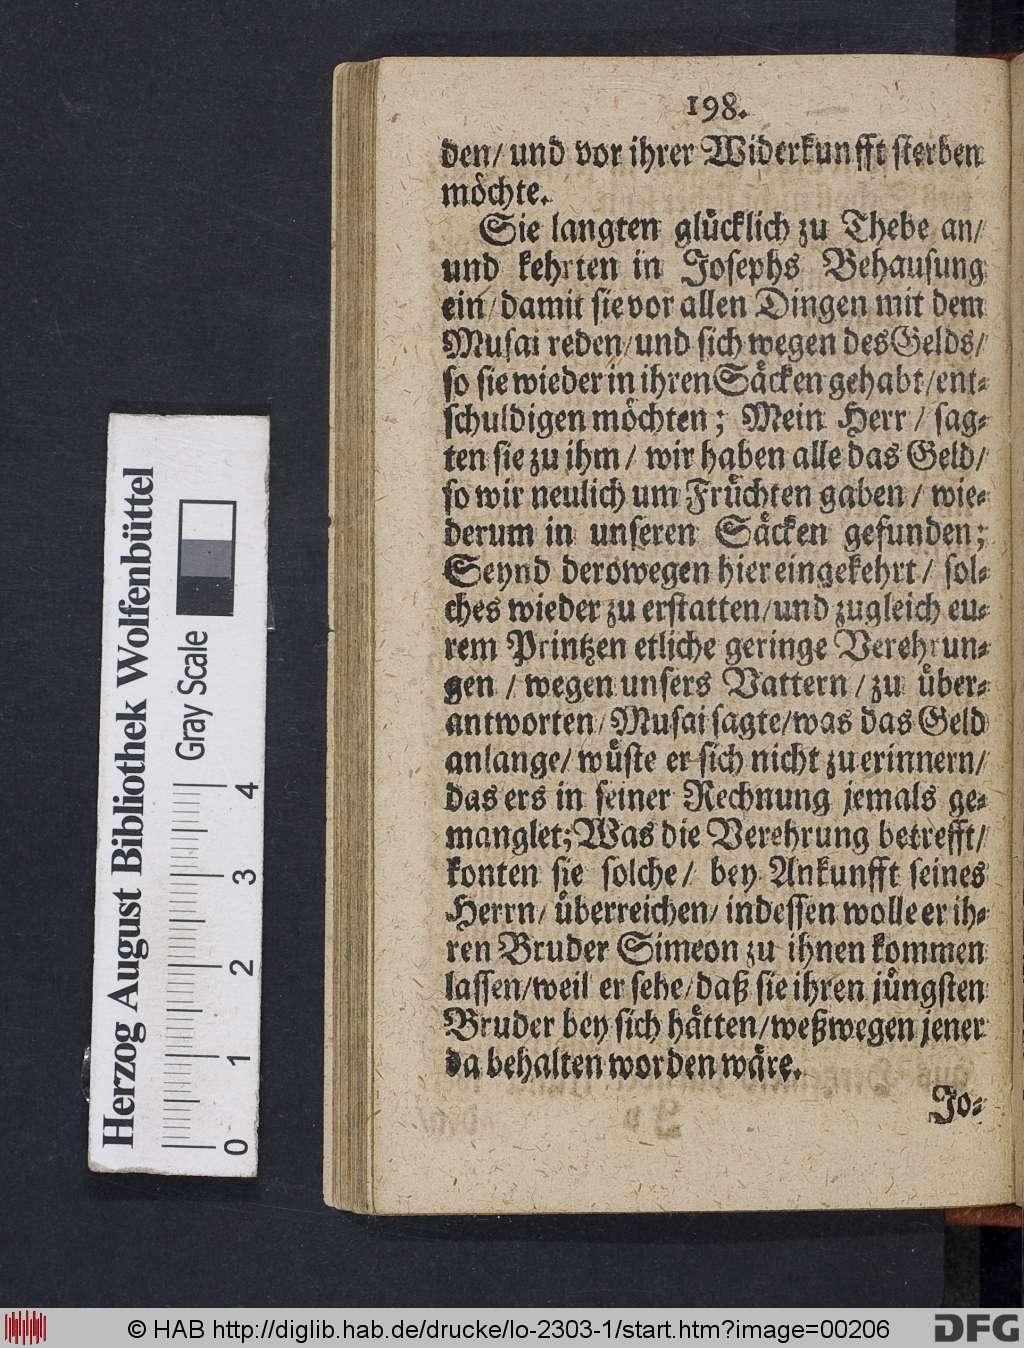 198.
den/ und vor ihrer Widerkunfft sterben
möchte.
Sie langten glücklich zu Thebe an/
und kehrten in Josephs Behausung
ein/ damit sie vor allen Dingen mit dem
Musai reden/ und sich wegen des Gelds/
so sie wieder in ihren Säcken gehabt/ ent-
schuldigen möchten; Mein Herr/ sag-
ten sie zu ihm/ wir haben alle das Geld/
so wir neulich um Früchten gaben/ wie-
derum in unseren Säcken gefunden;
Seynd derowegen hier eingekehrt/ sol-
ches wieder zu erstatten/ und zugleich eu-
rem Printzen etliche geringe Verehrun-
gen/ wegen unsers Vattern/ zu über-
antworten/ Musai sagte/ was das Geld
anlange/ wüste er sich nicht zu erinnern/
das ers in seiner Rechnung jemals ge-
manglet; Was die Verehrung betrefft/
konten sie solche/ bey Ankunfft seines
Herrn/ überreichen/ indessen wolle er ih-
ren Bruder Simeon zu ihnen kommen
lassen/ weil er sehe/ daß sie ihren jüngsten
Bruder bey sich hätten/ weßwegen jener
da behalten worden wäre.
Jo-
Herzog August Bibliothek Wolfenbüttel
Gray Scale
0 1 2 3 4
© HAB http://diglib.hab.de/drucke/lo-2303-1/start.htm?image=00206
DFG